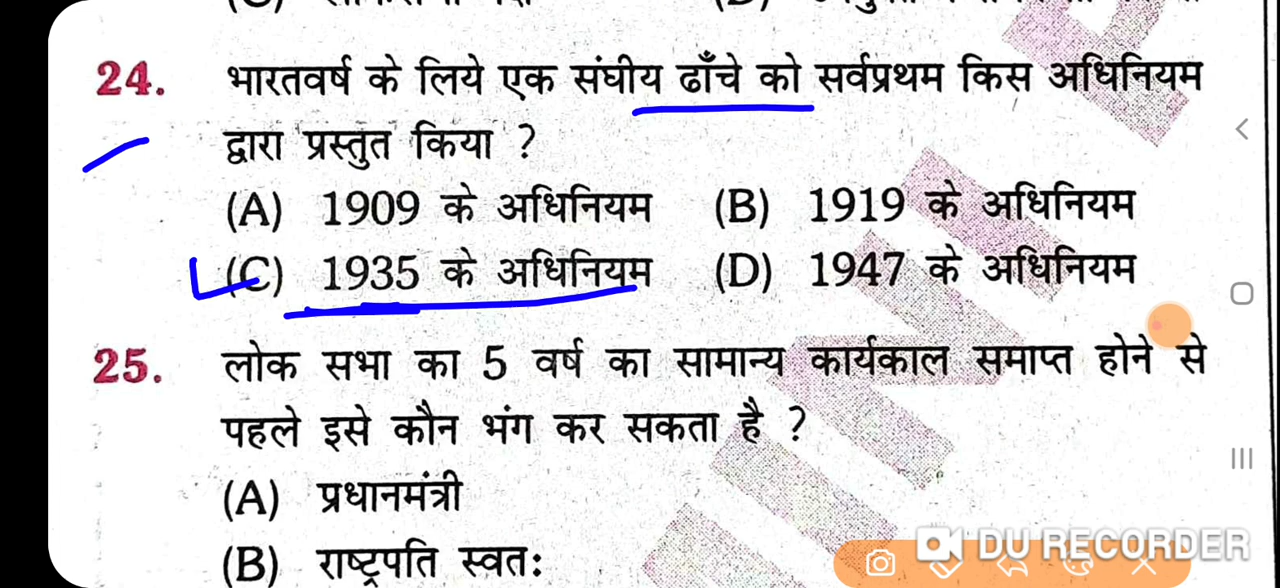 24. भारतवर्ष के लिये एक संघीय ढाँचे को सर्वप्रथम किस अधिनियम
द्वारा प्रस्तुत किया ?
(A) 1909 के अधिनियम (B) 1919 के अधिनियम
(C) 1935 के अधिनियम (D) 1947 के अधिनियम
25. लोक सभा का 5 वर्ष का सामान्य कार्यकाल समाप्त होने से
पहले इसे कौन भंग कर सकता है ?
(A) प्रधानमंत्री
(B) राष्ट्रपति स्वतः
DU RECORDER